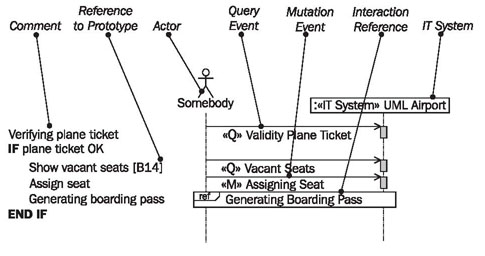 Comment
Reference to Prototype
Actor
Query Event
Mutation Event
Interaction Reference
IT System
Somebody
:«IT System» UML Airport
Verifying plane ticket
«Q» Validity Plane Ticket
IF plane ticket OK
Show vacant seats [B14]
«Q» Vacant Seats
Assign seat
«M» Assigning Seat
Generating boarding pass
ref Generating Boarding Pass
END IF